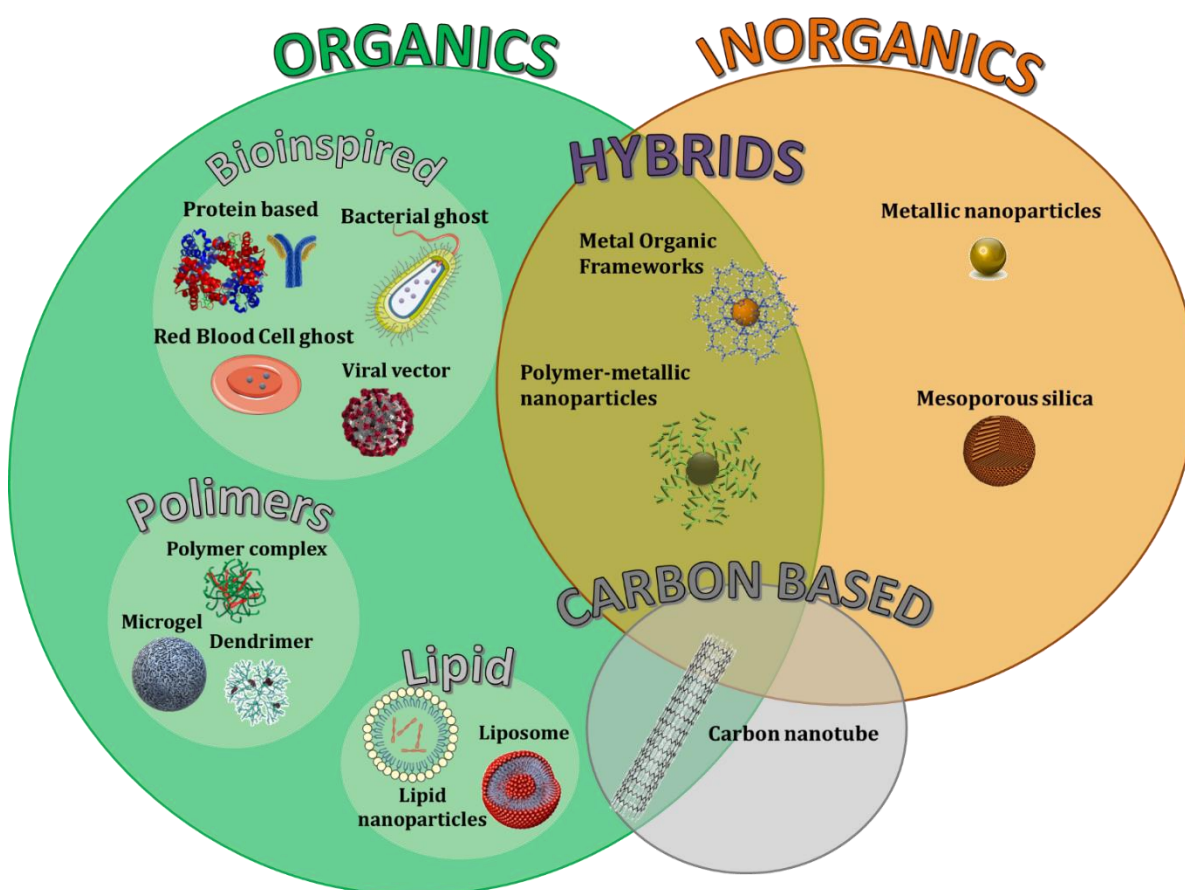 ORGANICS
INORGANICS
HYBRIDS
Bioinspired
Protein based
Bacterial ghost
Red Blood Cell ghost
Viral vector
Metal Organic
Frameworks
Polymer-metallic
nanoparticles
Metallic nanoparticles
Mesoporous silica
Polimers
Polymer complex
Microgel
Dendrimer
Lipid
Liposome
Lipid
nanoparticles
CARBON BASED
Carbon nanotube